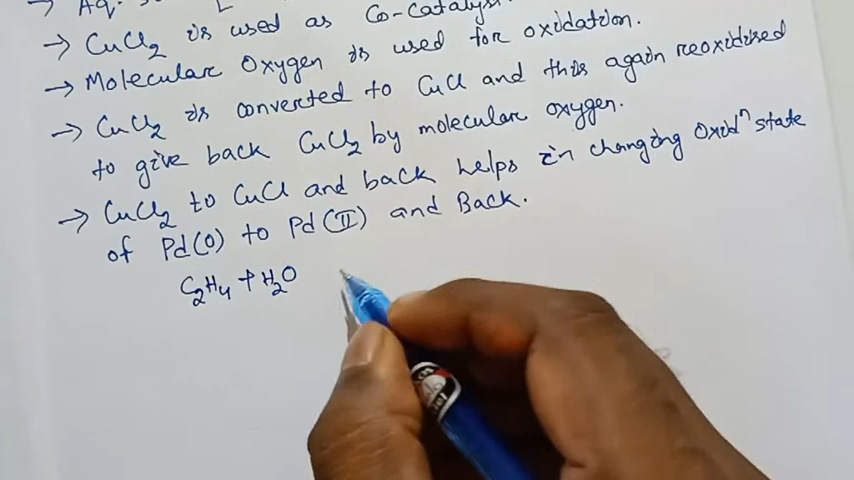 → Aq.
→ CuCl2 is used as Co-Catalyst.
→ Molecular Oxygen is used for oxidation.
→ CuCl2 is converted to CuCl and this again reoxidised
to give back CuCl2 by molecular oxygen.
→ CuCl2 to CuCl and back helps in changing Oxidⁿ state
of Pd(0) to Pd(II) and Back.
C2H4 + H2O